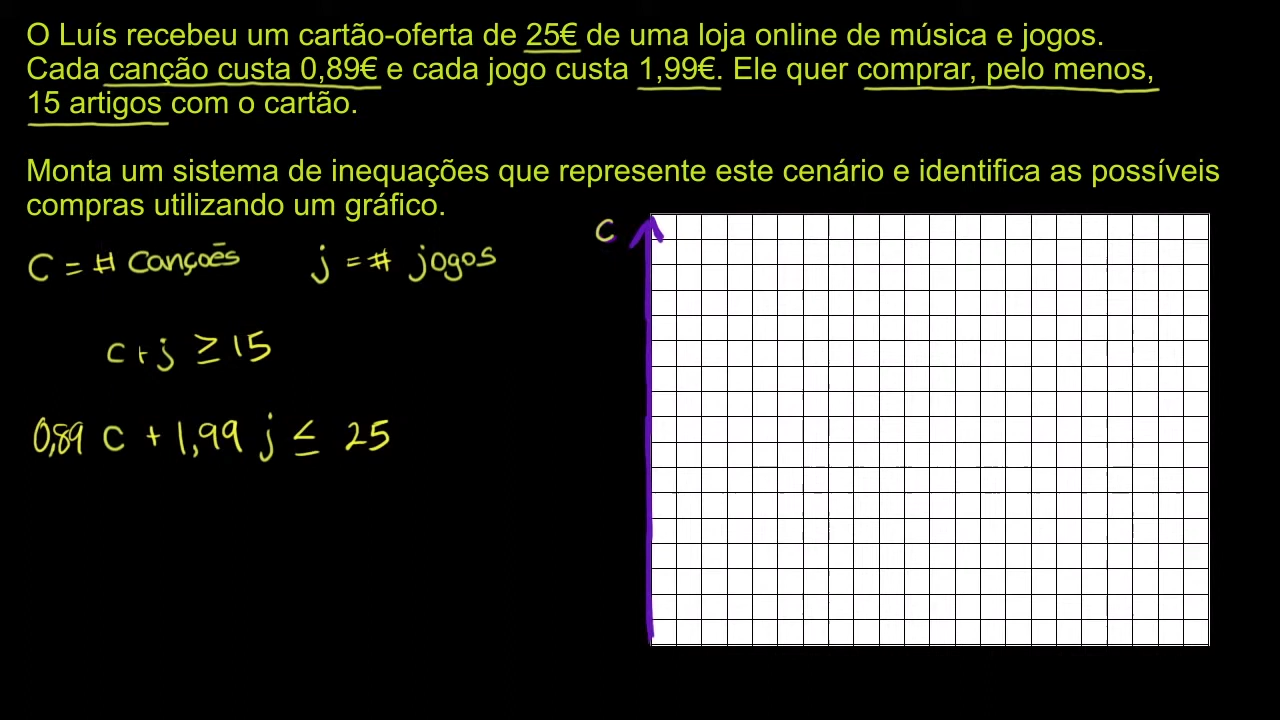 O Luís recebeu um cartão-oferta de 25€ de uma loja online de música e jogos.
Cada canção custa 0,89€ e cada jogo custa 1,99€. Ele quer comprar, pelo menos,
15 artigos com o cartão.
Monta um sistema de inequações que represente este cenário e identifica as possíveis
compras utilizando um gráfico.
C = # Canções j = # jogos
c
c + j ≥ 15
0,89 c + 1,99 j ≤ 25